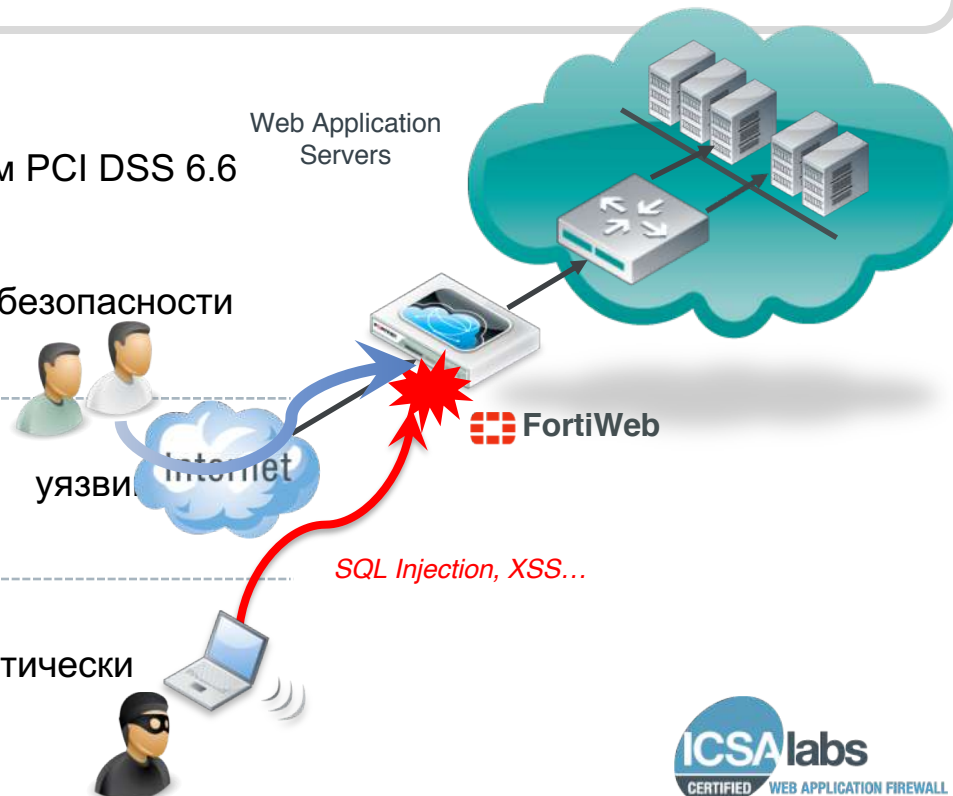 Web Application
Servers
м PCI DSS 6.6
безопасности
FortiWeb
Internet
SQL Injection, XSS…
тически
ICSAlabs
CERTIFIED WEB APPLICATION FIREWALL